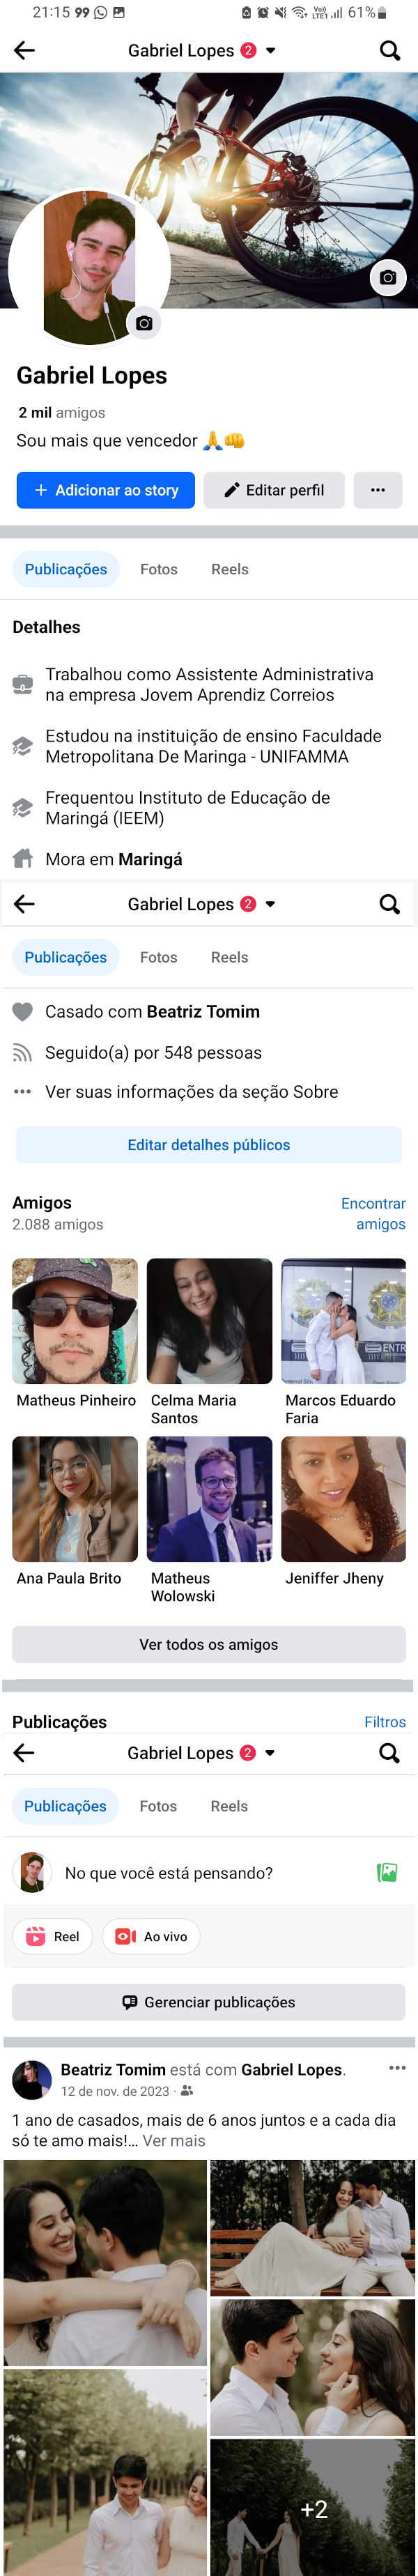 21:15 99 61%
Gabriel Lopes 2
Gabriel Lopes
2 mil amigos
Sou mais que vencedor 🙏👊
+ Adicionar ao story Editar perfil ...
Publicações Fotos Reels
Detalhes
Trabalhou como Assistente Administrativa
na empresa Jovem Aprendiz Correios
Estudou na instituição de ensino Faculdade
Metropolitana De Maringa - UNIFAMMA
Frequentou Instituto de Educação de
Maringá (IEEM)
Mora em Maringá
Gabriel Lopes 2
Publicações Fotos Reels
Casado com Beatriz Tomim
Seguido(a) por 548 pessoas
Ver suas informações da seção Sobre
Editar detalhes públicos
Amigos Encontrar
2.088 amigos amigos
Matheus Pinheiro Celma Maria Marcos Eduardo
Santos Faria
Ana Paula Brito Matheus Jeniffer Jheny
Wolowski
Ver todos os amigos
Publicações Filtros
Gabriel Lopes 2
Publicações Fotos Reels
No que você está pensando?
Reel Ao vivo
Gerenciar publicações
Beatriz Tomim está com Gabriel Lopes. ...
12 de nov. de 2023 ·
1 ano de casados, mais de 6 anos juntos e a cada dia
só te amo mais!... Ver mais
+2